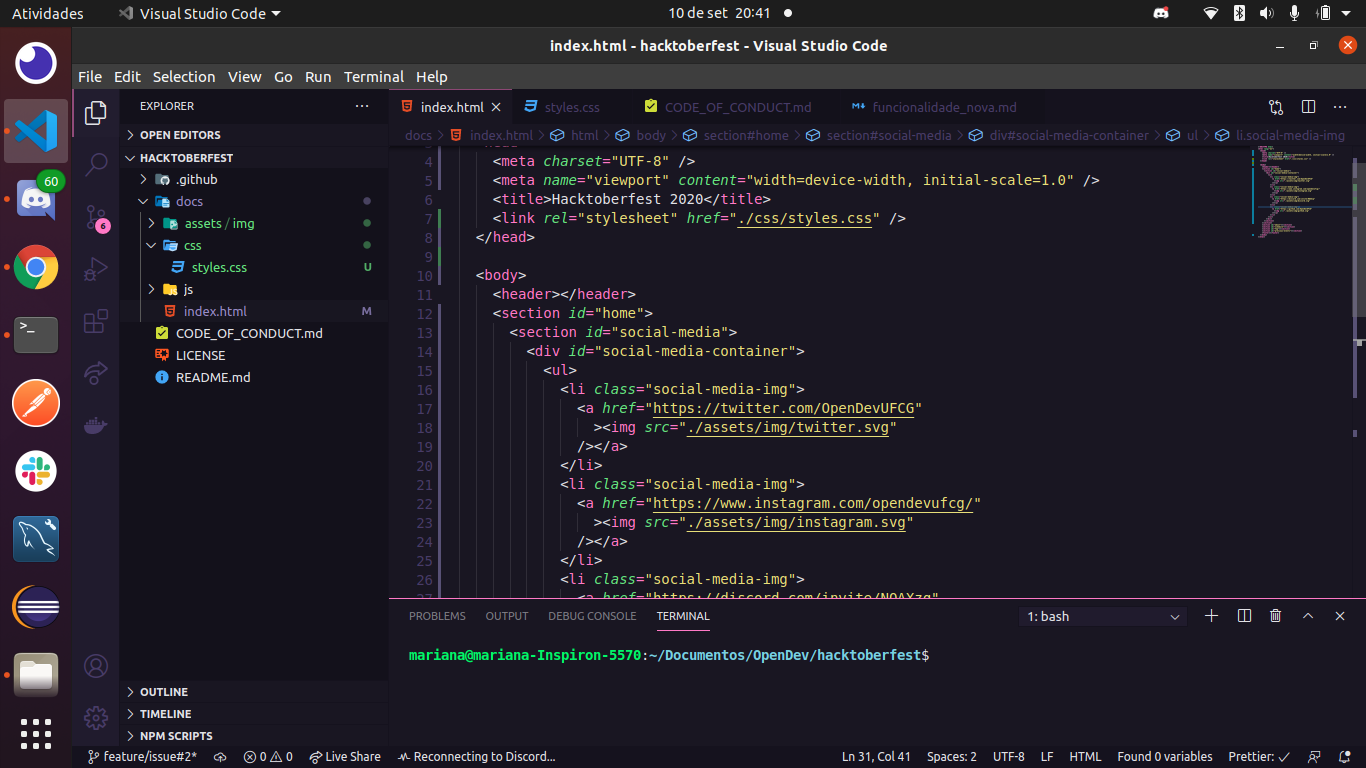 Atividades
Visual Studio Code
10 de set 20:41
index.html - hacktoberfest - Visual Studio Code
File Edit Selection View Go Run Terminal Help
EXPLORER
index.html
styles.css
CODE_OF_CONDUCT.md
funcionalidade_nova.md
docs > index.html > html > body > section#home > section#social-media > div#social-media-container > ul > li.social-media-img
60
6
OPEN EDITORS
HACKTOBERFEST
.github
docs
assets / img
css
styles.css U
js
index.html M
CODE_OF_CONDUCT.md
LICENSE
README.md
OUTLINE
TIMELINE
NPM SCRIPTS
4 <meta charset="UTF-8" />
5 <meta name="viewport" content="width=device-width, initial-scale=1.0" />
6 <title>Hacktoberfest 2020</title>
7 <link rel="stylesheet" href="./css/styles.css" />
8 </head>
9
10 <body>
11 <header></header>
12 <section id="home">
13 <section id="social-media">
14 <div id="social-media-container">
15 <ul>
16 <li class="social-media-img">
17 <a href="https://twitter.com/OpenDevUFCG"
18 ><img src="./assets/img/twitter.svg"
19 /></a>
20 </li>
21 <li class="social-media-img">
22 <a href="https://www.instagram.com/opendevufcg/"
23 ><img src="./assets/img/instagram.svg"
24 /></a>
25 </li>
26 <li class="social-media-img">
27 <a href="https://discord.com/invite/
PROBLEMS OUTPUT DEBUG CONSOLE TERMINAL
1: bash
mariana@mariana-Inspiron-5570:~/Documentos/OpenDev/hacktoberfest$
feature/issue#2* 0 0 Live Share Reconnecting to Discord... Ln 31, Col 41 Spaces: 2 UTF-8 LF HTML Found 0 variables Prettier: ✓